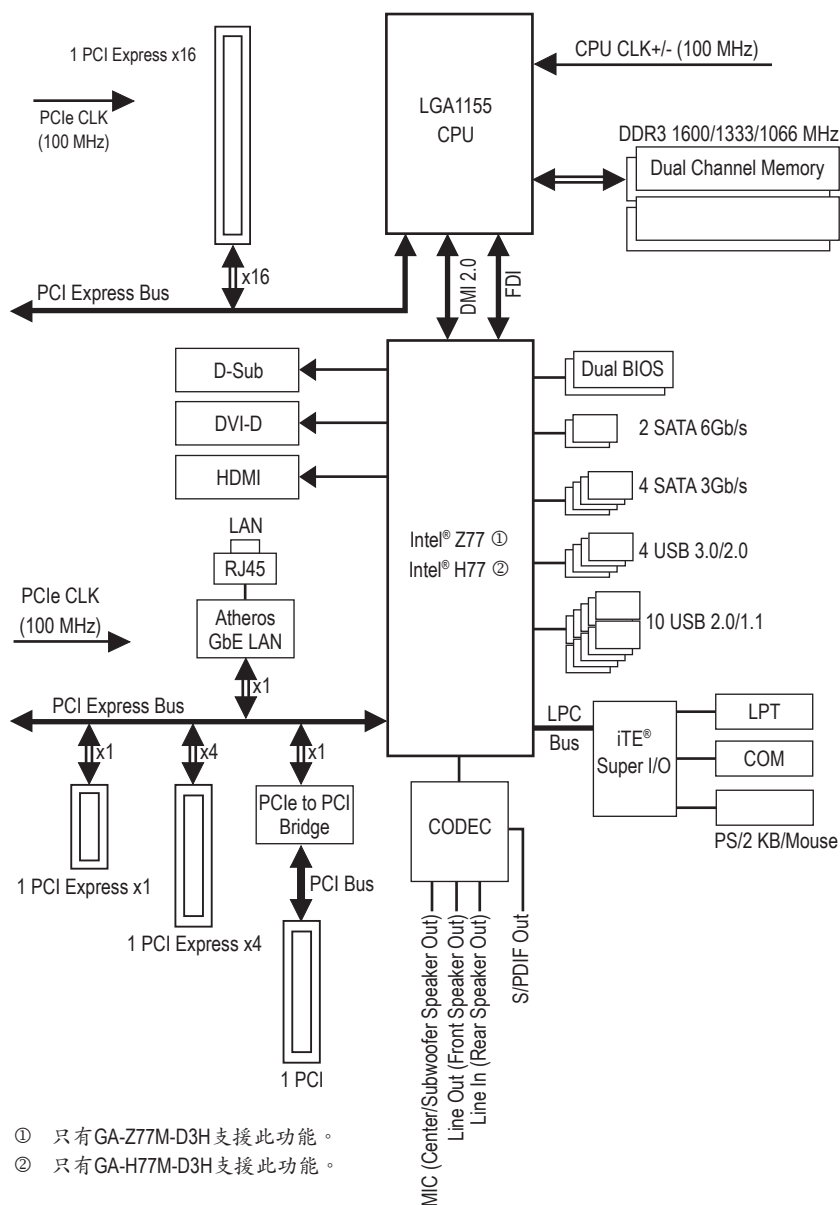 1 PCI Express x16
PCIe CLK
(100 MHz)
LGA1155
CPU
CPU CLK+/- (100 MHz)
DDR3 1600/1333/1066 MHz
Dual Channel Memory
x16
PCI Express Bus
DMI 2.0
FDI
D-Sub
DVI-D
HDMI
Dual BIOS
2 SATA 6Gb/s
4 SATA 3Gb/s
4 USB 3.0/2.0
10 USB 2.0/1.1
Intel® Z77 ①
Intel® H77 ②
LAN
RJ45
Atheros
GbE LAN
PCIe CLK
(100 MHz)
x1
PCI Express Bus
x1
x4
x1
LPC
Bus
iTE®
Super I/O
LPT
COM
PS/2 KB/Mouse
PCIe to PCI
Bridge
CODEC
1 PCI Express x1
1 PCI Express x4
PCI Bus
1 PCI
MIC (Center/Subwoofer Speaker Out)
Line Out (Front Speaker Out)
Line In (Rear Speaker Out)
S/PDIF Out
① 只有GA-Z77M-D3H支援此功能。
② 只有GA-H77M-D3H支援此功能。